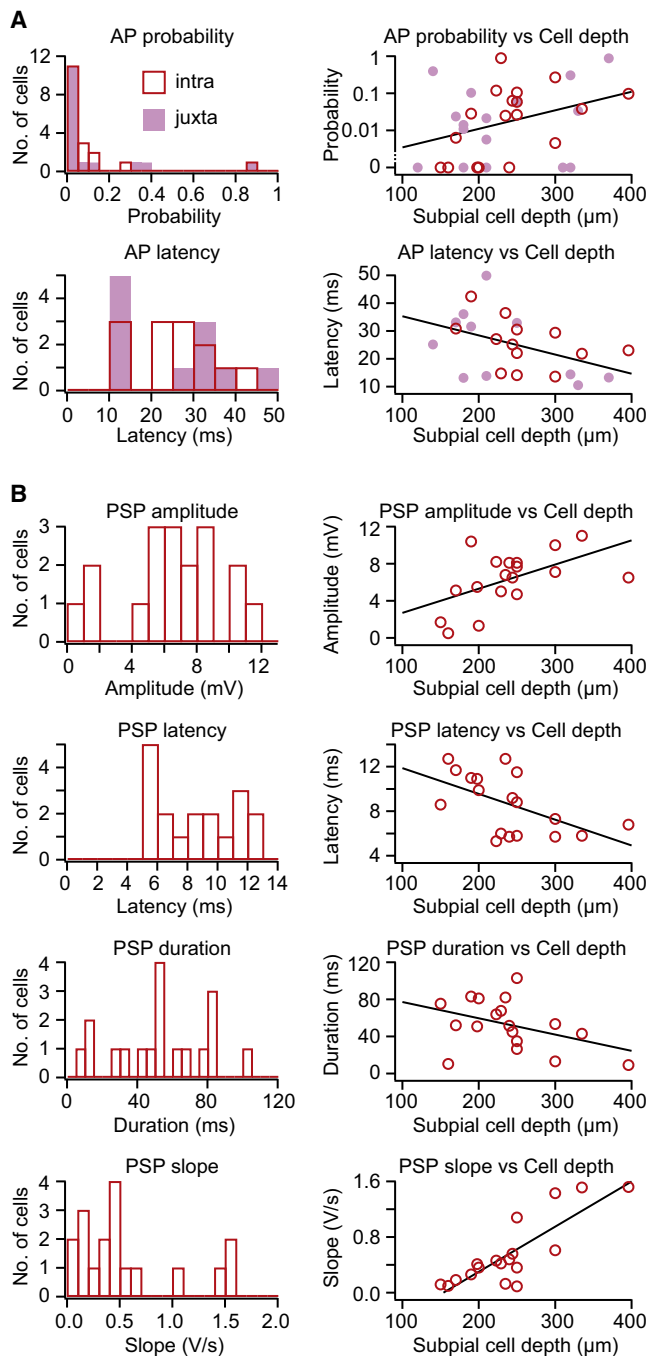 A
AP probability
No. of cells
12
8
4
0
intra
juxta
0 0.2 0.4 0.6 0.8 1
Probability
AP probability vs Cell depth
Probability
1
0.1
0.01
0
100 200 300 400
Subpial cell depth (µm)
AP latency
No. of cells
4
2
0
0 10 20 30 40 50
Latency (ms)
AP latency vs Cell depth
Latency (ms)
50
40
30
20
10
100 200 300 400
Subpial cell depth (µm)
B
PSP amplitude
No. of cells
3
2
1
0
0 4 8 12
Amplitude (mV)
PSP amplitude vs Cell depth
Amplitude (mV)
12
8
4
0
100 200 300 400
Subpial cell depth (µm)
PSP latency
No. of cells
4
2
0
0 2 4 6 8 10 12 14
Latency (ms)
PSP latency vs Cell depth
Latency (ms)
12
8
4
100 200 300 400
Subpial cell depth (µm)
PSP duration
No. of cells
4
3
2
1
0
0 40 80 120
Duration (ms)
PSP duration vs Cell depth
Duration (ms)
120
80
40
0
100 200 300 400
Subpial cell depth (µm)
PSP slope
No. of cells
4
3
2
1
0
0.0 0.5 1.0 1.5 2.0
Slope (V/s)
PSP slope vs Cell depth
Slope (V/s)
1.6
0.8
0.0
100 200 300 400
Subpial cell depth (µm)